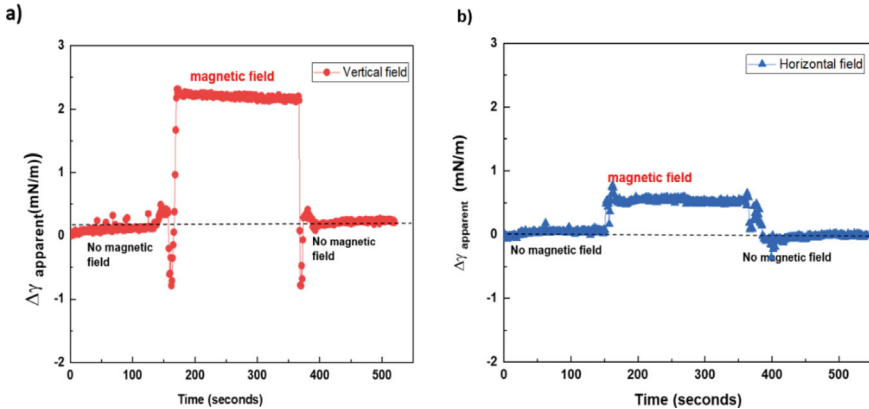 a)
3
2
1
0
-1
-2
0
100
200
300
400
500
Δγ apparent(mN/m))
Time (seconds)
magnetic field
Vertical field
No magnetic
field
No magnetic
field
b)
3
2
1
0
-1
-2
0
100
200
300
400
500
Δγ apparent (mN/m)
Time (seconds)
magnetic field
Horizontal field
No magnetic field
No magnetic field